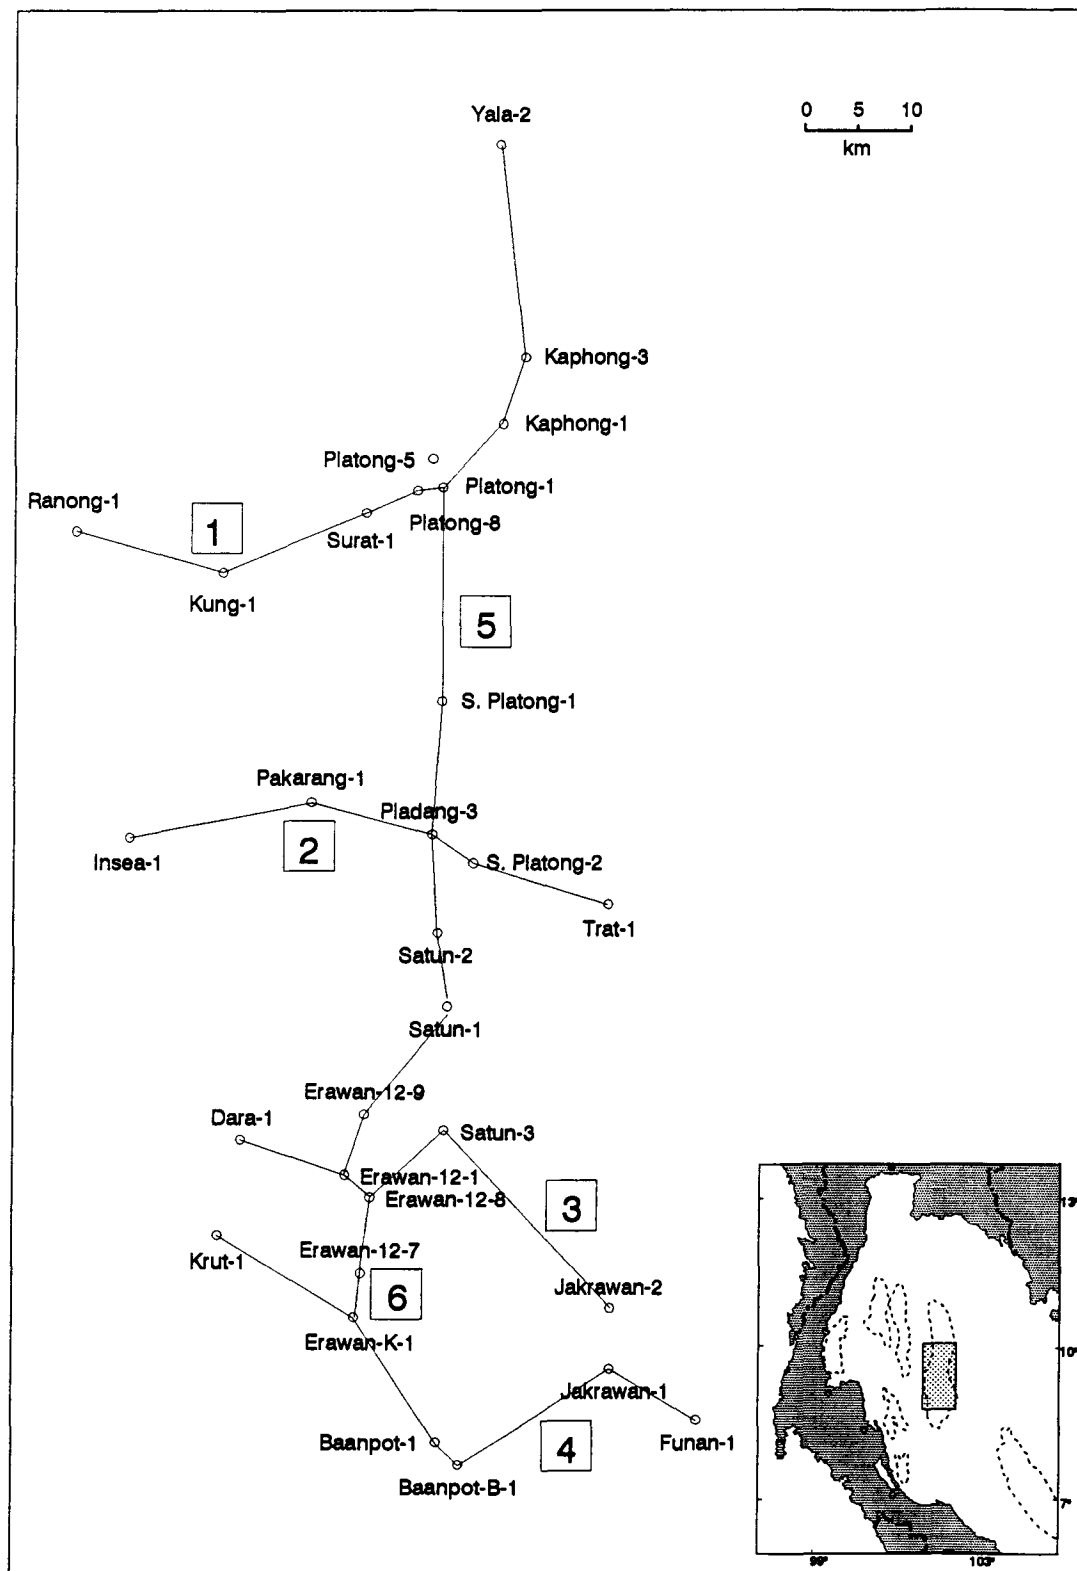 Yala-2
0 5 10
km
Kaphong-3
Kaphong-1
Platong-5
Platong-1
Ranong-1
1
Platong-8
Surat-1
Kung-1
5
S. Platong-1
Pakarang-1
Pladang-3
2
Insea-1
S. Platong-2
Trat-1
Satun-2
Satun-1
Erawan-12-9
Dara-1
Satun-3
Erawan-12-1
Erawan-12-8
3
Krut-1
Erawan-12-7
6
Jakrawan-2
Erawan-K-1
Jakrawan-1
Baanpot-1
4
Funan-1
Baanpot-B-1
13°
10°
7°
99° 103°